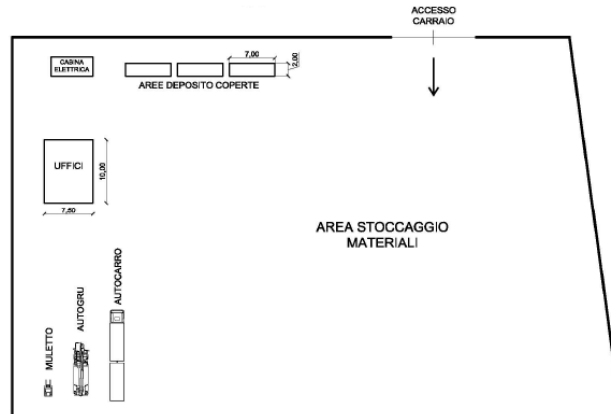 ACCESSO
CARRAIO
CABINA
ELETTRICA
7,00
2,00
AREE DEPOSITO COPERTE
UFFICI
10,00
7,50
AREA STOCCAGGIO
MATERIALI
MULETTO
AUTOGRU
AUTOCARRO